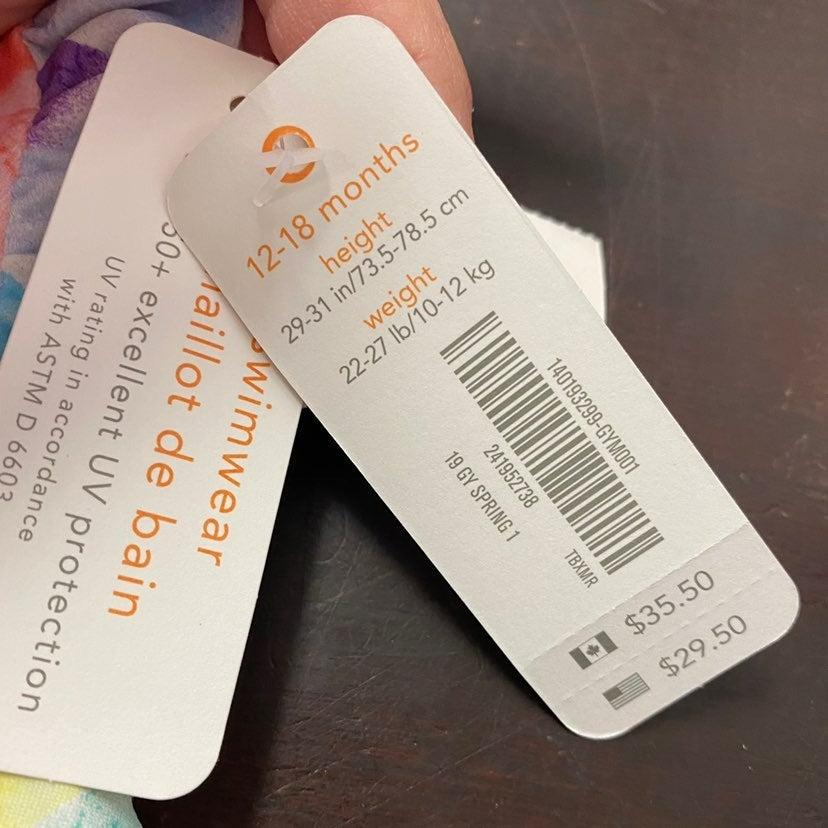 12-18 months
height
29-31 in/73.5-78.5 cm
weight
22-27 lb/10-12 kg
140193299-GYM001
241952738
19 GY SPRING 1
TBXMR
$35.50
$29.50
swimwear
maillot de bain
50+ excellent UV protection
UV rating in accordance
with ASTM D 6603